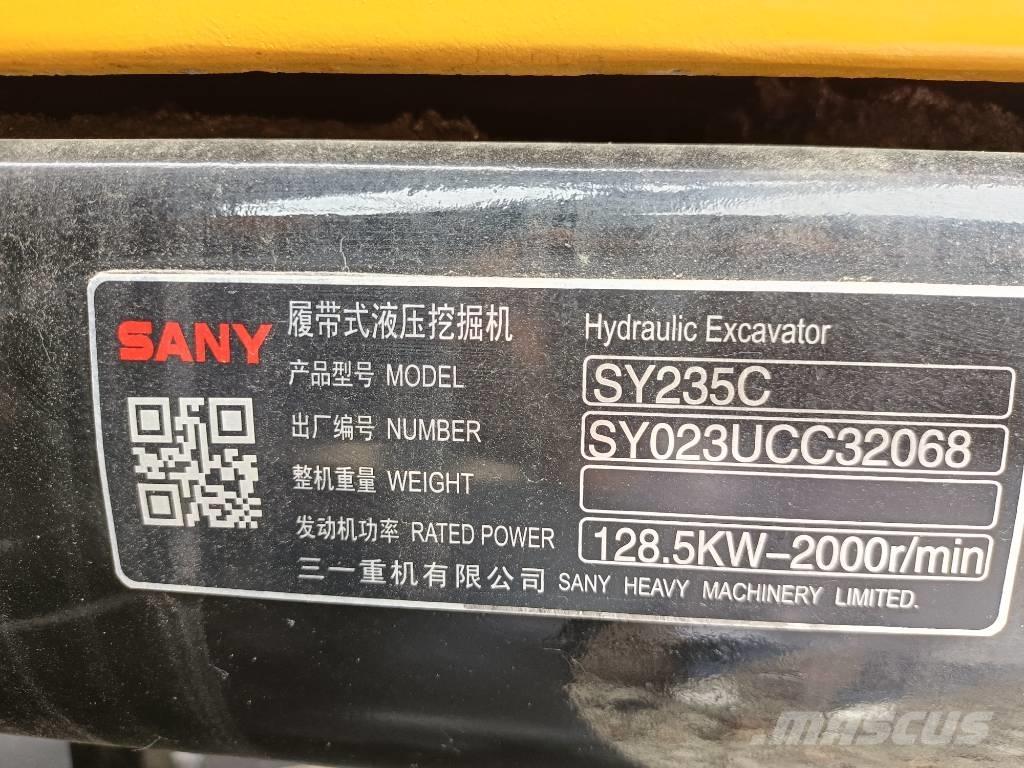 SANY 履带式液压挖掘机 Hydraulic Excavator
产品型号 MODEL SY235C
出厂编号 NUMBER SY023UCC32068
整机重量 WEIGHT
发动机功率 RATED POWER 128.5KW-2000r/min
三一重机有限公司 SANY HEAVY MACHINERY LIMITED.
MASCUS